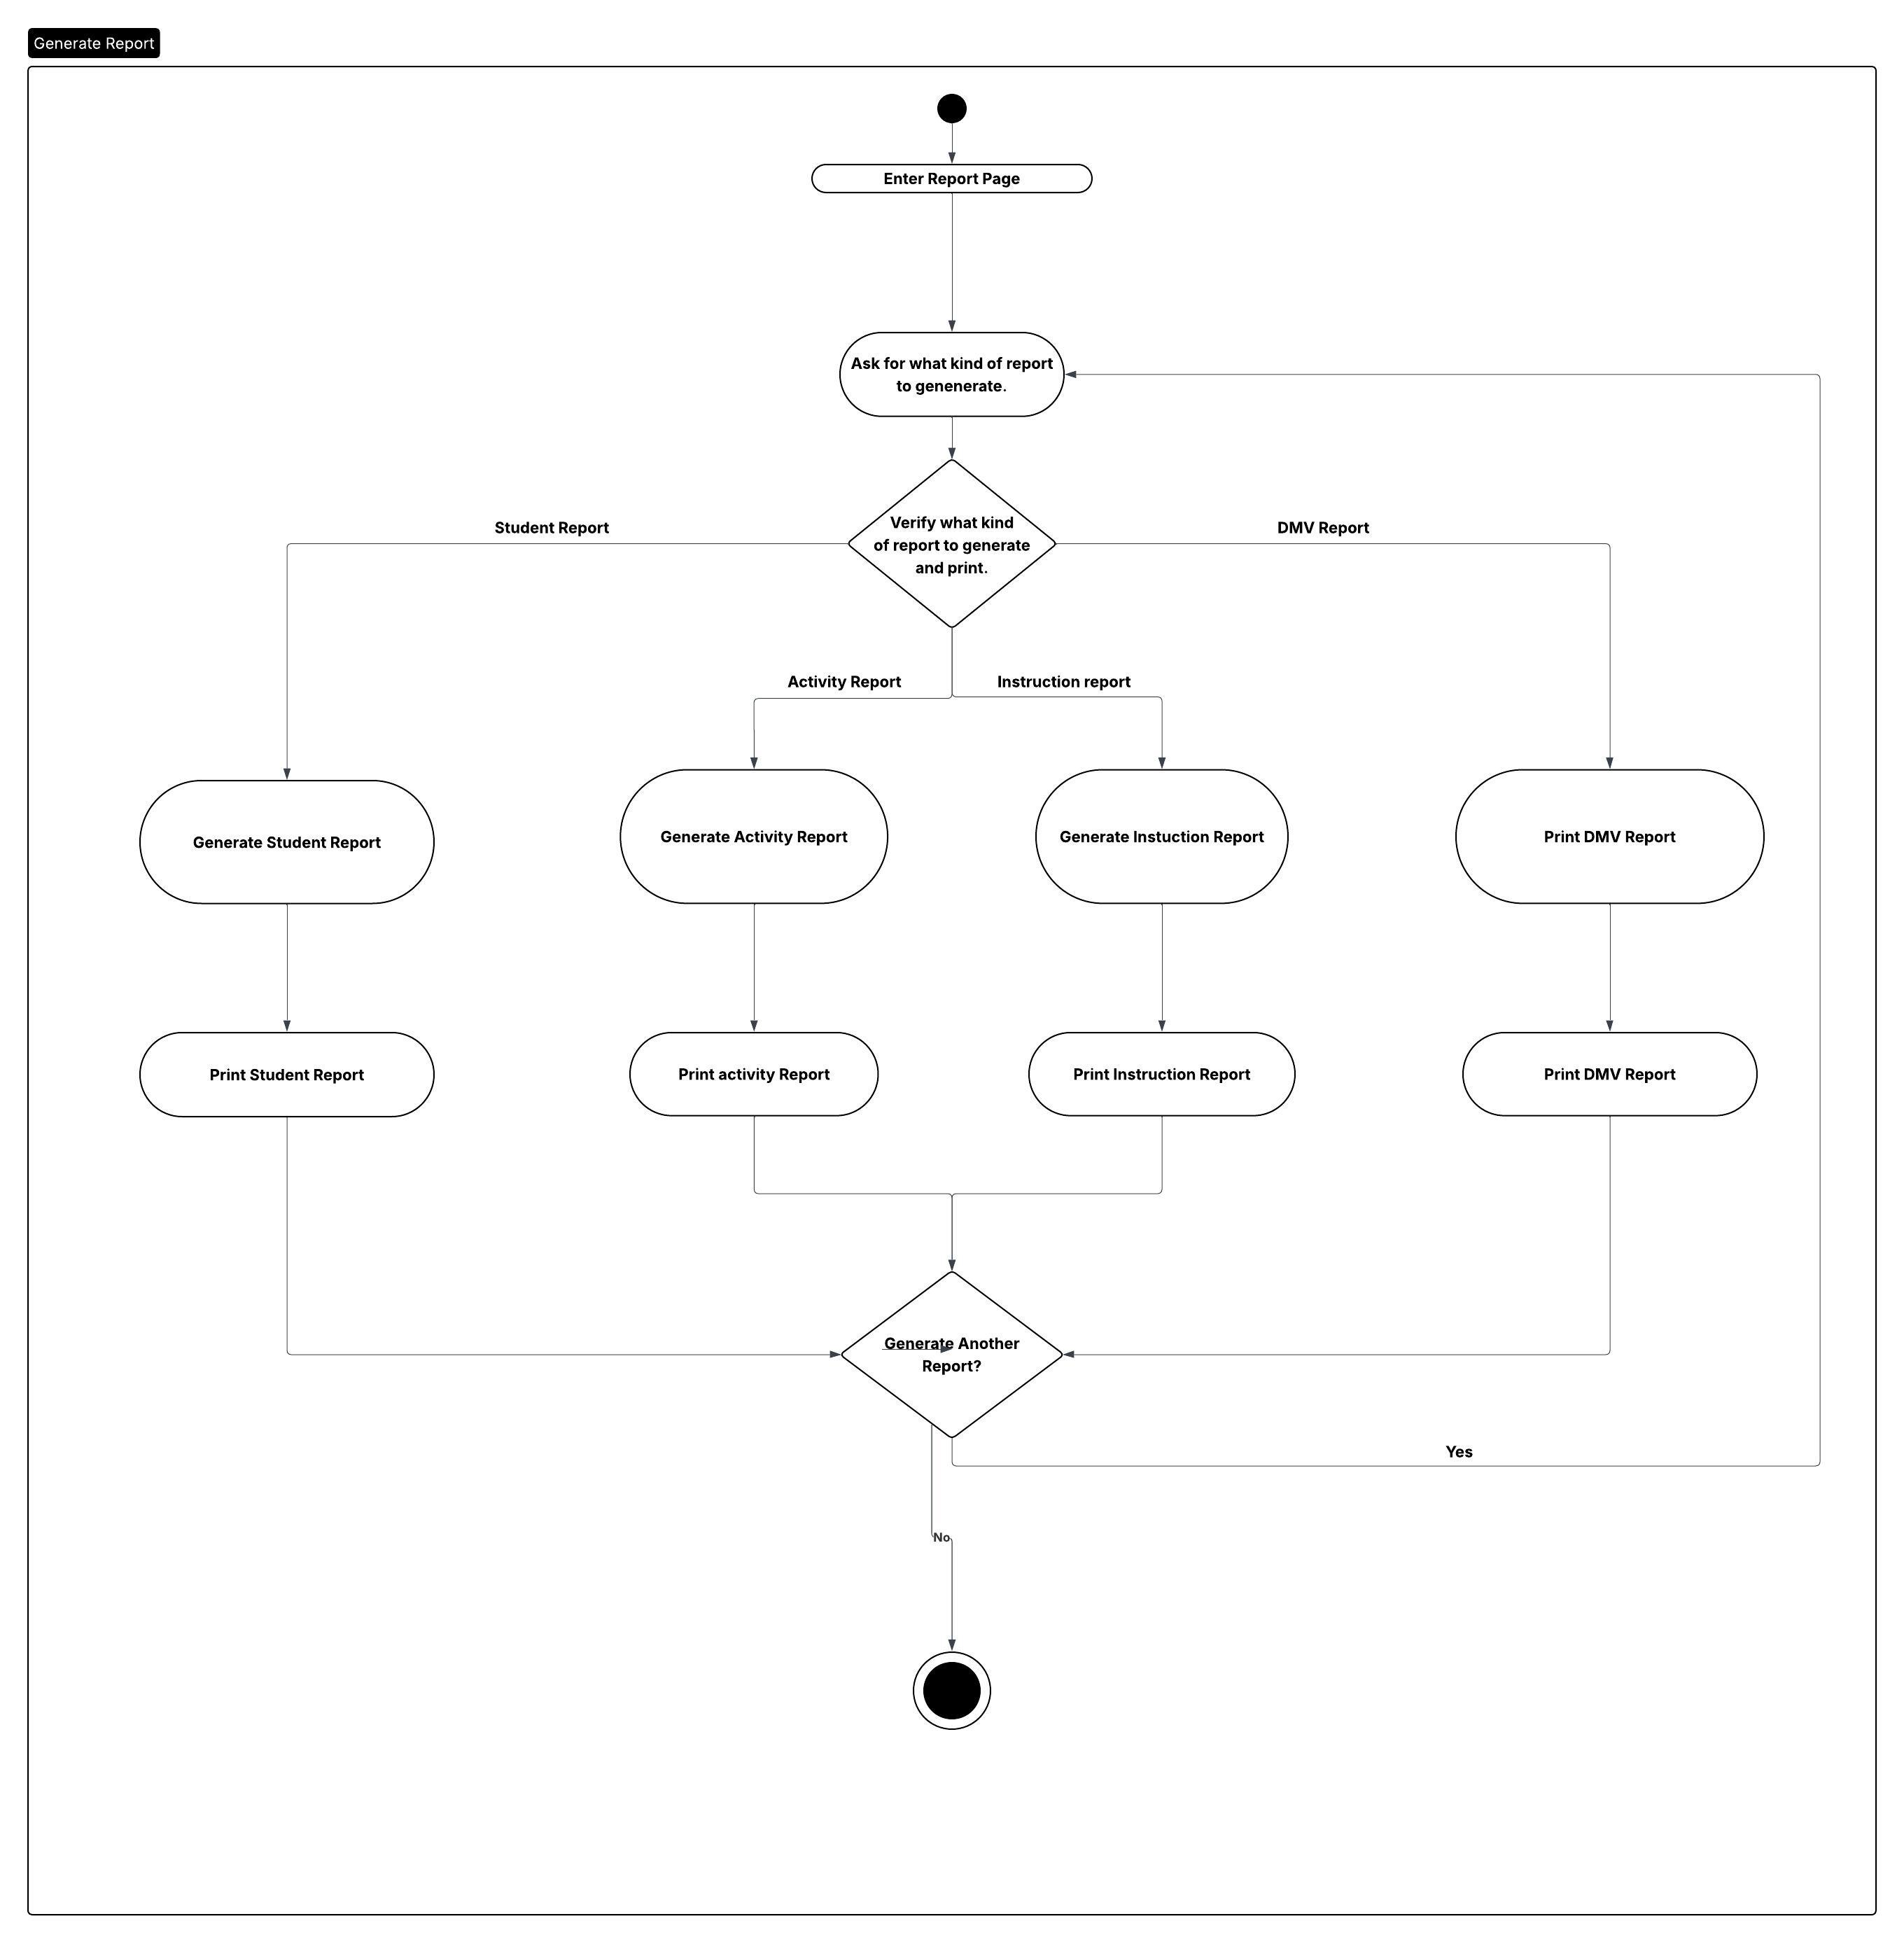 Generate Report
Enter Report Page
Ask for what kind of report
to genenerate.
Verify what kind
of report to generate
and print.
Student Report
DMV Report
Activity Report
Instruction report
Generate Student Report
Generate Activity Report
Generate Instuction Report
Print DMV Report
Print Student Report
Print activity Report
Print Instruction Report
Print DMV Report
Generate Another
Report?
Yes
No